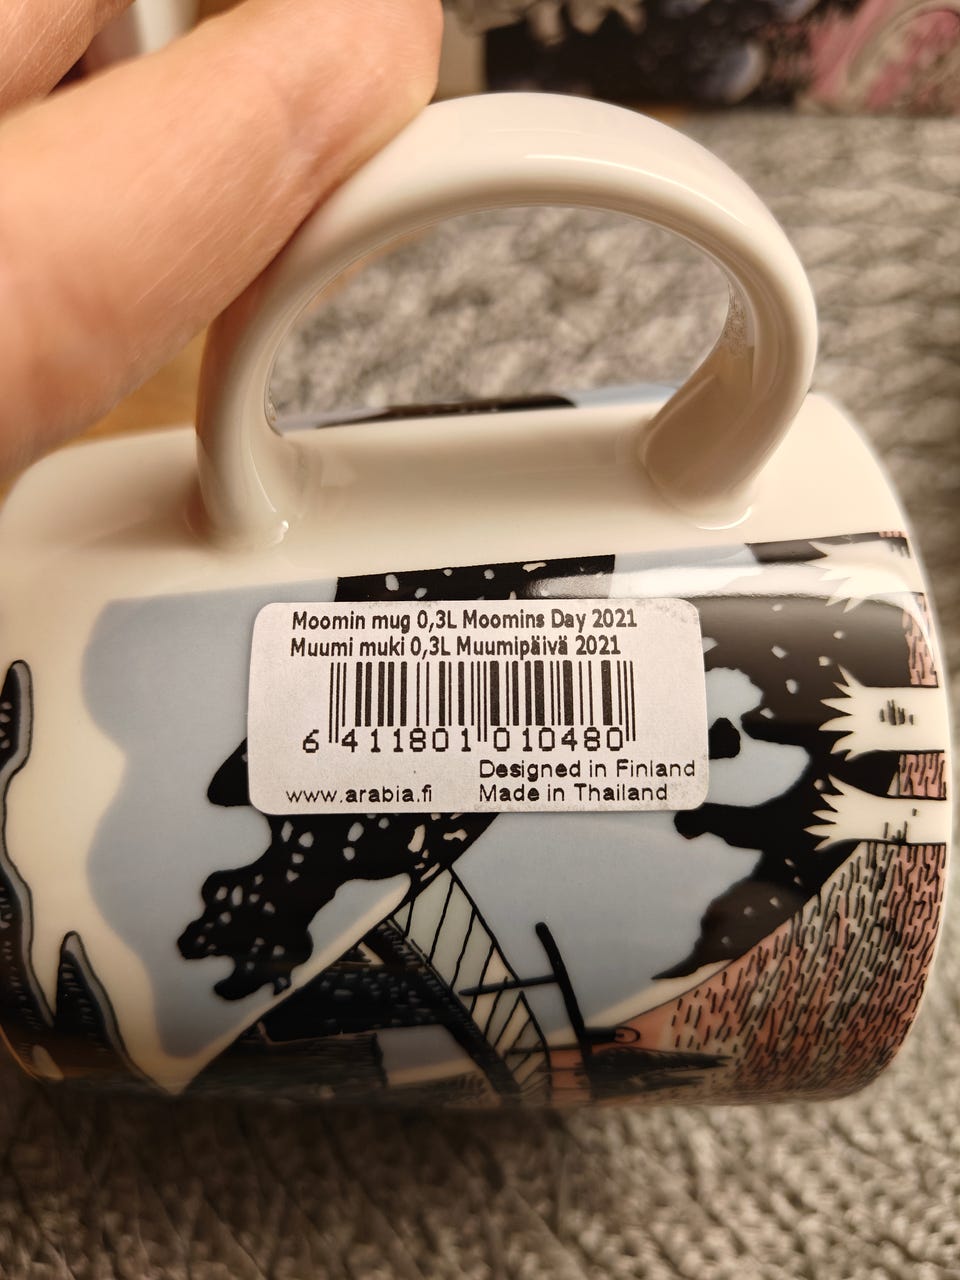 Moomin mug 0,3L Moomins Day 2021
Muumi muki 0,3L Muumipäivä 2021
6 411801 010480
Designed in Finland
www.arabia.fi Made in Thailand